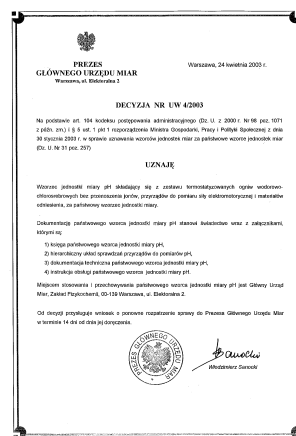 PREZES
GŁÓWNEGO URZĘDU MIAR
Warszawa, ul. Elektoralna 2
Warszawa, 24 kwietnia 2003 r.
DECYZJA NR UW 4/2003
Na podstawie art. 104 kodeksu postępowania administracyjnego (Dz. U. z 2000 r. Nr 98 poz. 1071
z późn. zm.) i § 5 ust. 1 pkt 1 rozporządzenia Ministra Gospodarki, Pracy i Polityki Społecznej z dnia
30 stycznia 2003 r. w sprawie uznawania wzorców jednostek miar za państwowe wzorce jednostek miar
(Dz. U. Nr 31 poz. 257)
UZNAJĘ
Wzorzec jednostki miary pH składający się z zestawu termostatowanych ogniw wodorowo-
chlorosrebrowych bez przenoszenia jonów, przyrządów do pomiaru siły elektromotorycznej i materiałów
odniesienia, za państwowy wzorzec jednostki miary.
Dokumentację państwowego wzorca jednostki miary pH stanowi świadectwo wraz z załącznikami,
którymi są:
1) księga państwowego wzorca jednostki miary pH,
2) hierarchiczny układ sprawdzań przyrządów do pomiarów pH,
3) dokumentacja techniczna państwowego wzorca jednostki miary pH,
4) instrukcja obsługi państwowego wzorca jednostki miary pH.
Miejscem stosowania i przechowywania państwowego wzorca jednostki miary pH jest Główny Urząd
Miar, Zakład Fizykochemii, 00-139 Warszawa, ul. Elektoralna 2.
Od decyzji przysługuje wniosek o ponowne rozpatrzenie sprawy do Prezesa Głównego Urzędu Miar
w terminie 14 dni od dnia jej doręczenia.
PREZES GŁÓWNEGO URZĘDU MIAR
Sanocki
Włodzimierz Sanocki